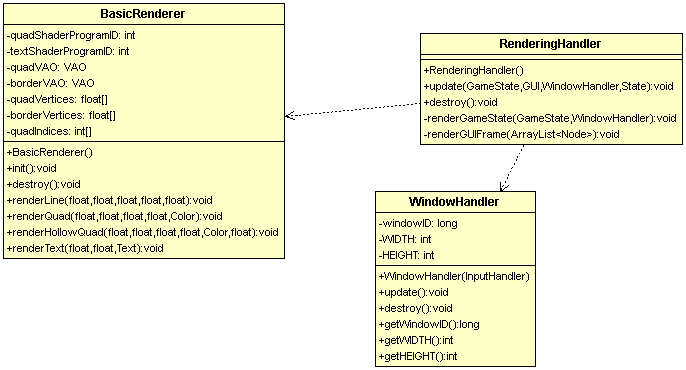 BasicRenderer
-quadShaderProgramID: int
-textShaderProgramID: int
-quadVAO: VAO
-borderVAO: VAO
-quadVertices: float[]
-borderVertices: float[]
-quadIndices: int[]
+BasicRenderer()
+init():void
+destroy():void
+renderLine(float,float,float,float,float):void
+renderQuad(float,float,float,float,Color):void
+renderHollowQuad(float,float,float,float,Color,float):void
+renderText(float,float,Text):void
RenderingHandler
+RenderingHandler()
+update(GameState,GUI,WindowHandler,State):void
+destroy():void
-renderGameState(GameState,WindowHandler):void
-renderGUIFrame(ArrayList<Node>):void
WindowHandler
-windowID: long
-WIDTH: int
-HEIGHT: int
+WindowHandler(InputHandler)
+update():void
+destroy():void
+getWindowID():long
+getWIDTH():int
+getHEIGHT():int